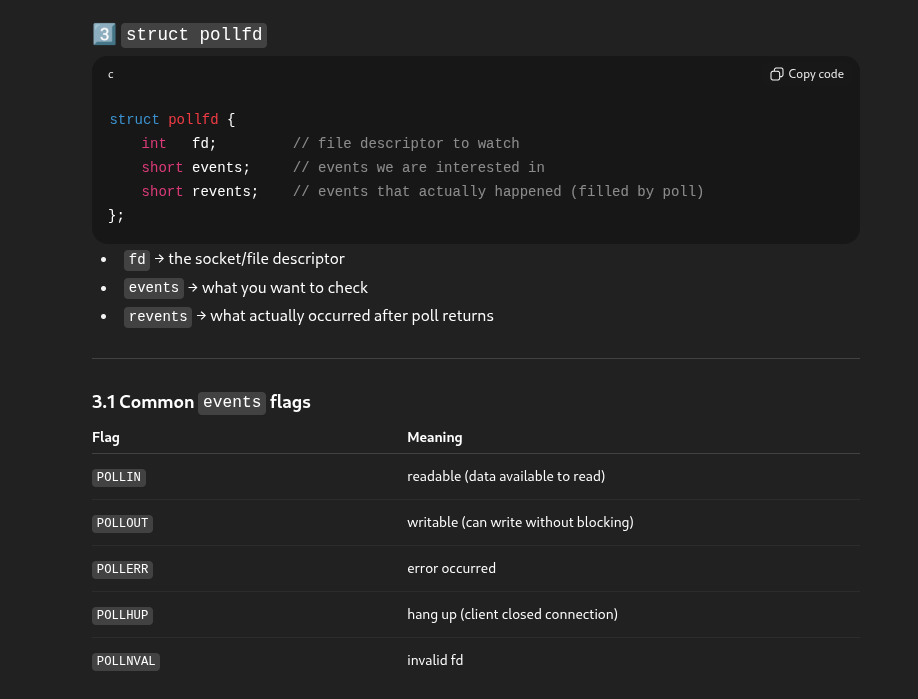 3 struct pollfd
c
Copy code
struct pollfd {
    int   fd;         // file descriptor to watch
    short events;     // events we are interested in
    short revents;    // events that actually happened (filled by poll)
};
• fd → the socket/file descriptor
• events → what you want to check
• revents → what actually occurred after poll returns
3.1 Common events flags
Flag Meaning
POLLIN readable (data available to read)
POLLOUT writable (can write without blocking)
POLLERR error occurred
POLLHUP hang up (client closed connection)
POLLNVAL invalid fd